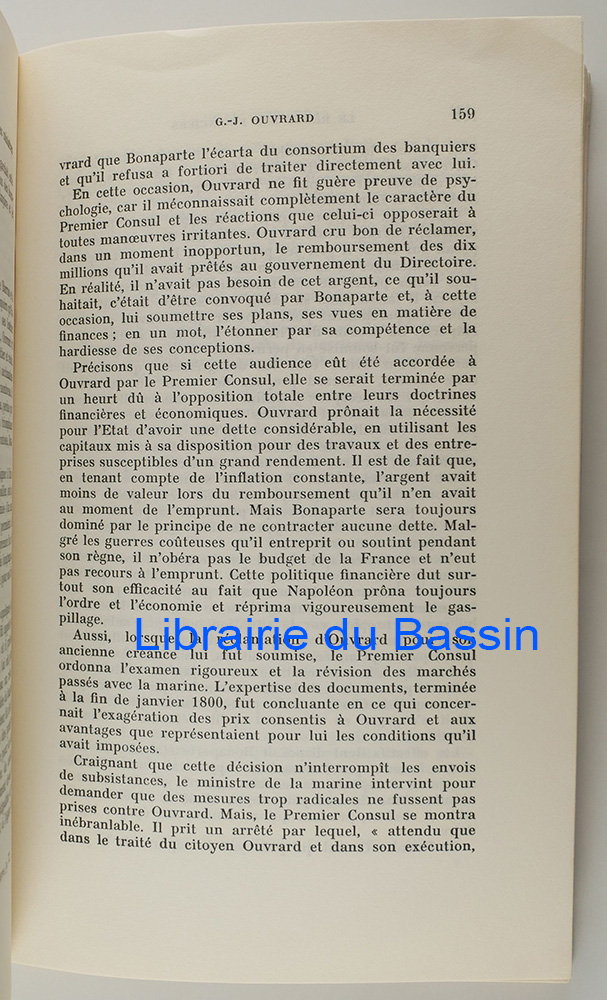 G.-J. OUVRARD 159
vrard que Bonaparte l'écarta du consortium des banquiers
et qu'il refusa a fortiori de traiter directement avec lui.
En cette occasion, Ouvrard ne fit guère preuve de psy-
chologie, car il méconnaissait complètement le caractère du
Premier Consul et les réactions que celui-ci opposerait à
toutes manœuvres irritantes. Ouvrard cru bon de réclamer,
dans un moment inopportun, le remboursement des dix
millions qu'il avait prêtés au gouvernement du Directoire.
En réalité, il n'avait pas besoin de cet argent, ce qu'il sou-
haitait, c'était d'être convoqué par Bonaparte et, à cette
occasion, lui soumettre ses plans, ses vues en matière de
finances ; en un mot, l'étonner par sa compétence et la
hardiesse de ses conceptions.
Précisons que si cette audience eût été accordée à
Ouvrard par le Premier Consul, elle se serait terminée par
un heurt dû à l'opposition totale entre leurs doctrines
financières et économiques. Ouvrard prônait la nécessité
pour l'Etat d'avoir une dette considérable, en utilisant les
capitaux mis à sa disposition pour des travaux et des entre-
prises susceptibles d'un grand rendement. Il est de fait que,
en tenant compte de l'inflation constante, l'argent avait
moins de valeur lors du remboursement qu'il n'en avait
au moment de l'emprunt. Mais Bonaparte sera toujours
dominé par le principe de ne contracter aucune dette. Mal-
gré les guerres coûteuses qu'il entreprit ou soutint pendant
son règne, il n'obéra pas le budget de la France et n'eut
pas recours à l'emprunt. Cette politique financière dut sur-
tout son efficacité au fait que Napoléon prôna toujours
l'ordre et l'économie et réprima vigoureusement le gas-
pillage.
Aussi, lorsque la réclamation d'Ouvrard pour son
Librairie du Bassin
ancienne créance lui fut soumise, le Premier Consul
ordonna l'examen rigoureux et la révision des marchés
passés avec la marine. L'expertise des documents, terminée
à la fin de janvier 1800, fut concluante en ce qui concer-
nait l'exagération des prix consentis à Ouvrard et aux
avantages que représentaient pour lui les conditions qu'il
avait imposées.
Craignant que cette décision n'interrompît les envois
de subsistances, le ministre de la marine intervint pour
demander que des mesures trop radicales ne fussent pas
prises contre Ouvrard. Mais, le Premier Consul se montra
inébranlable. Il prit un arrêté par lequel, « attendu que
dans le traité du citoyen Ouvrard et dans son exécution,